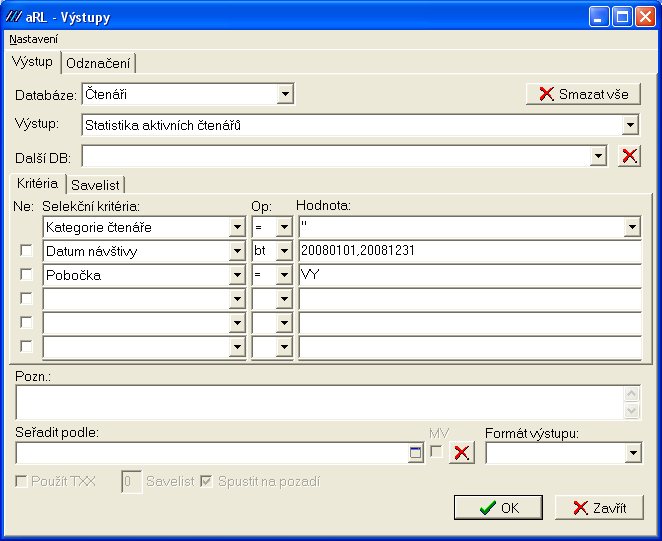 aRL - Výstupy
Nastavení
Výstup Odznačení
Databáze: Čtenáři Smazat vše
Výstup: Statistika aktivních čtenářů
Další DB:
Kritéria Savelist
Ne: Selekční kritéria: Op: Hodnota:
Kategorie čtenáře = "
Datum návštivy bt 20080101,20081231
Pobočka = VY
Pozn.:
Seřadit podle: MV Formát výstupu:
Použít TXX 0 Savelist Spustit na pozadí
OK Zavřít